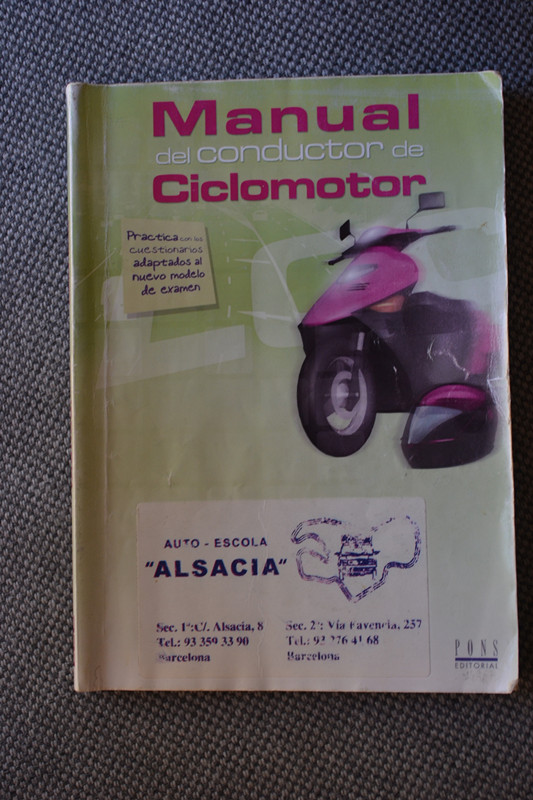 Manual
del conductor de
Ciclomotor
Practica con los
cuestionarios
adaptados al
nuevo modelo
de examen
AUTO - ESCOLA
"ALSACIA"
Sec. 1ª:C/. Alsacia, 8
Tel.: 93 359 33 90
Barcelona
Sec. 2ª: Vía Favencia, 257
Tel.: 93 276 41 68
Barcelona
PONS
EDITORIAL